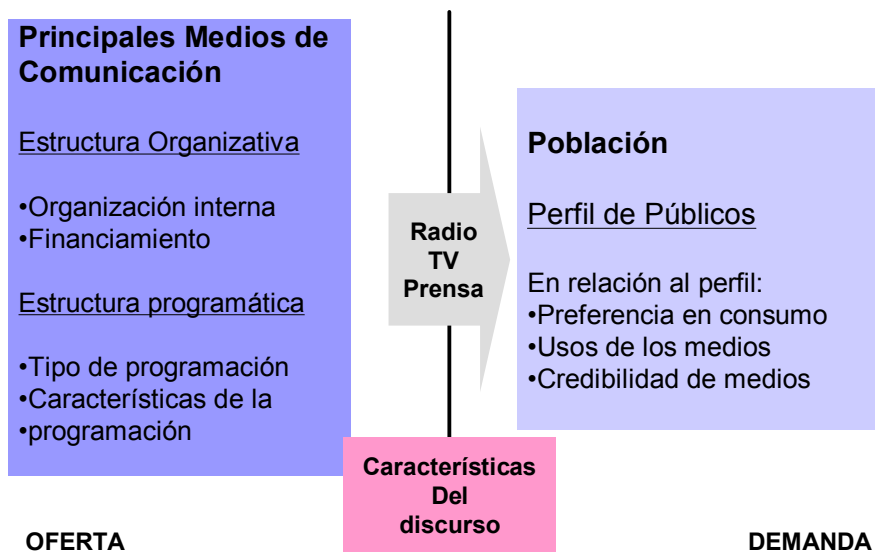 Principales Medios de
Comunicación
Estructura Organizativa
•Organización interna
•Financiamiento
Estructura programática
•Tipo de programación
•Características de la
•programación
Radio
TV
Prensa
Población
Perfil de Públicos
En relación al perfil:
•Preferencia en consumo
•Usos de los medios
•Credibilidad de medios
Características
Del
discurso
OFERTA
DEMANDA